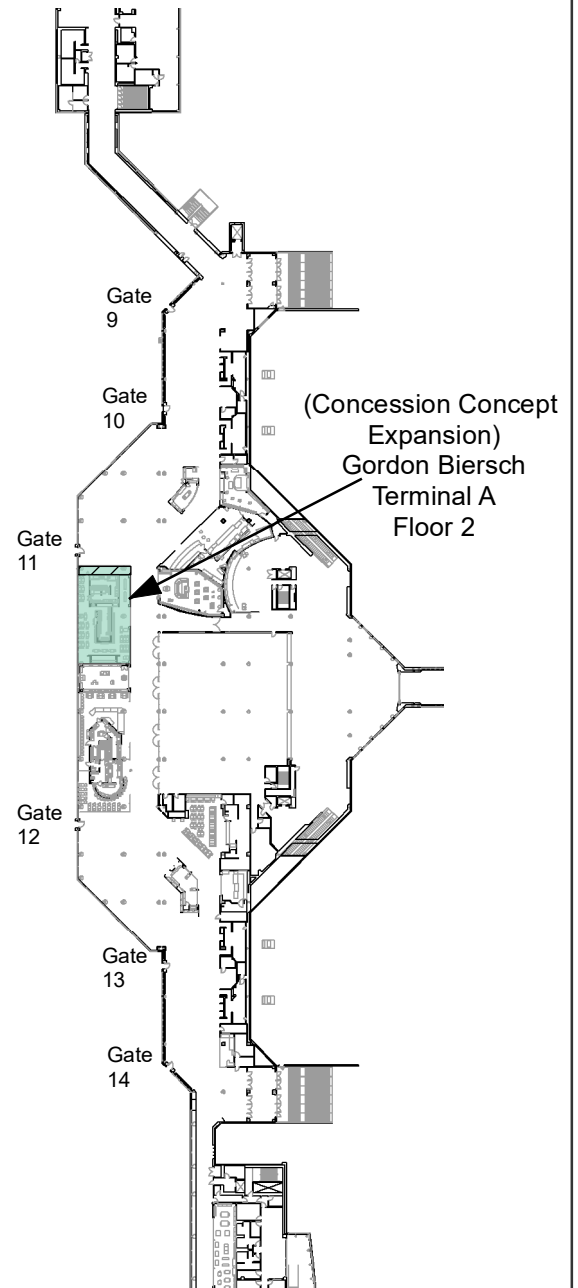 Gate
9
Gate
10
(Concession Concept
Expansion)
Gordon Biersch
Terminal A
Floor 2
Gate
11
Gate
12
Gate
13
Gate
14